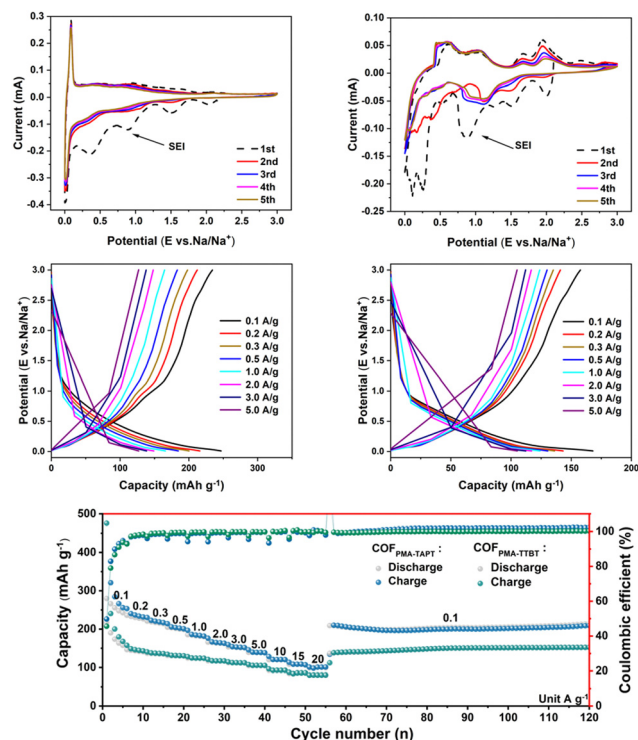 0.3
0.2
0.1
0.0
-0.1
-0.2
-0.3
-0.4
Current (mA)
SEI
1st
2nd
3rd
4th
5th
0.0 0.5 1.0 1.5 2.0 2.5 3.0
Potential (E vs.Na/Na+)
0.10
0.05
0.00
-0.05
-0.10
-0.15
-0.20
-0.25
Current (mA)
SEI
1st
2nd
3rd
4th
5th
0.0 0.5 1.0 1.5 2.0 2.5 3.0
Potential (E vs.Na/Na+)
3.0
2.5
2.0
1.5
1.0
0.5
0.0
Potential (E vs.Na/Na+)
0.1 A/g
0.2 A/g
0.3 A/g
0.5 A/g
1.0 A/g
2.0 A/g
3.0 A/g
5.0 A/g
0 100 200 300
Capacity (mAh g-1)
3.0
2.5
2.0
1.5
1.0
0.5
0.0
Potential (E vs.Na/Na+)
0.1 A/g
0.2 A/g
0.3 A/g
0.5 A/g
1.0 A/g
2.0 A/g
3.0 A/g
5.0 A/g
0 50 100 150 200
Capacity (mAh g-1)
500
450
400
350
300
250
200
150
100
50
0
Capacity (mAh g-1)
COFPMA-TAPT :
Discharge
Charge
COFPMA-TTBT :
Discharge
Charge
0.1 0.2 0.3 0.5 1.0 2.0 3.0 5.0 10 15 20
0.1
Unit A g-1
100
80
60
40
20
0
Coulombic efficient (%)
0 10 20 30 40 50 60 70 80 90 100 110 120
Cycle number (n)